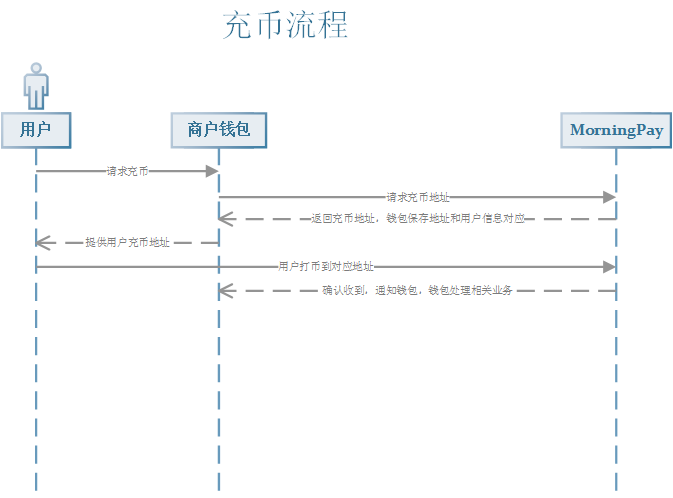 充币流程
用户
商户钱包
MorningPay
请求充币
请求充币地址
返回充币地址，钱包保存地址和用户信息对应
提供用户充币地址
用户打币到对应地址
确认收到，通知钱包，钱包处理相关业务